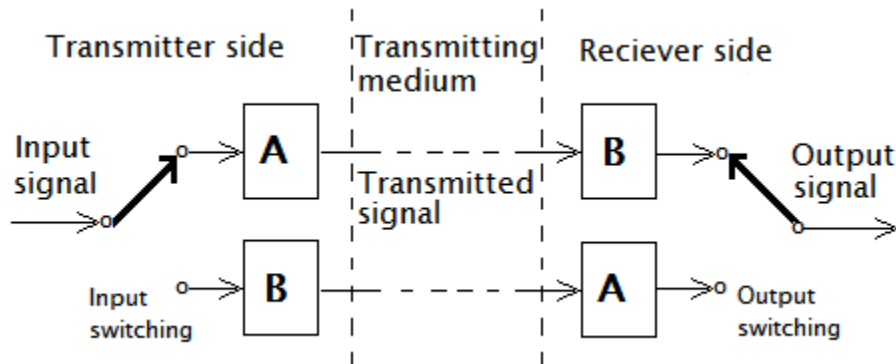 Transmitter side
Transmitting
medium
Reciever side
Input
signal
A
B
Output
signal
Transmitted
signal
Input
switching
B
A
Output
switching